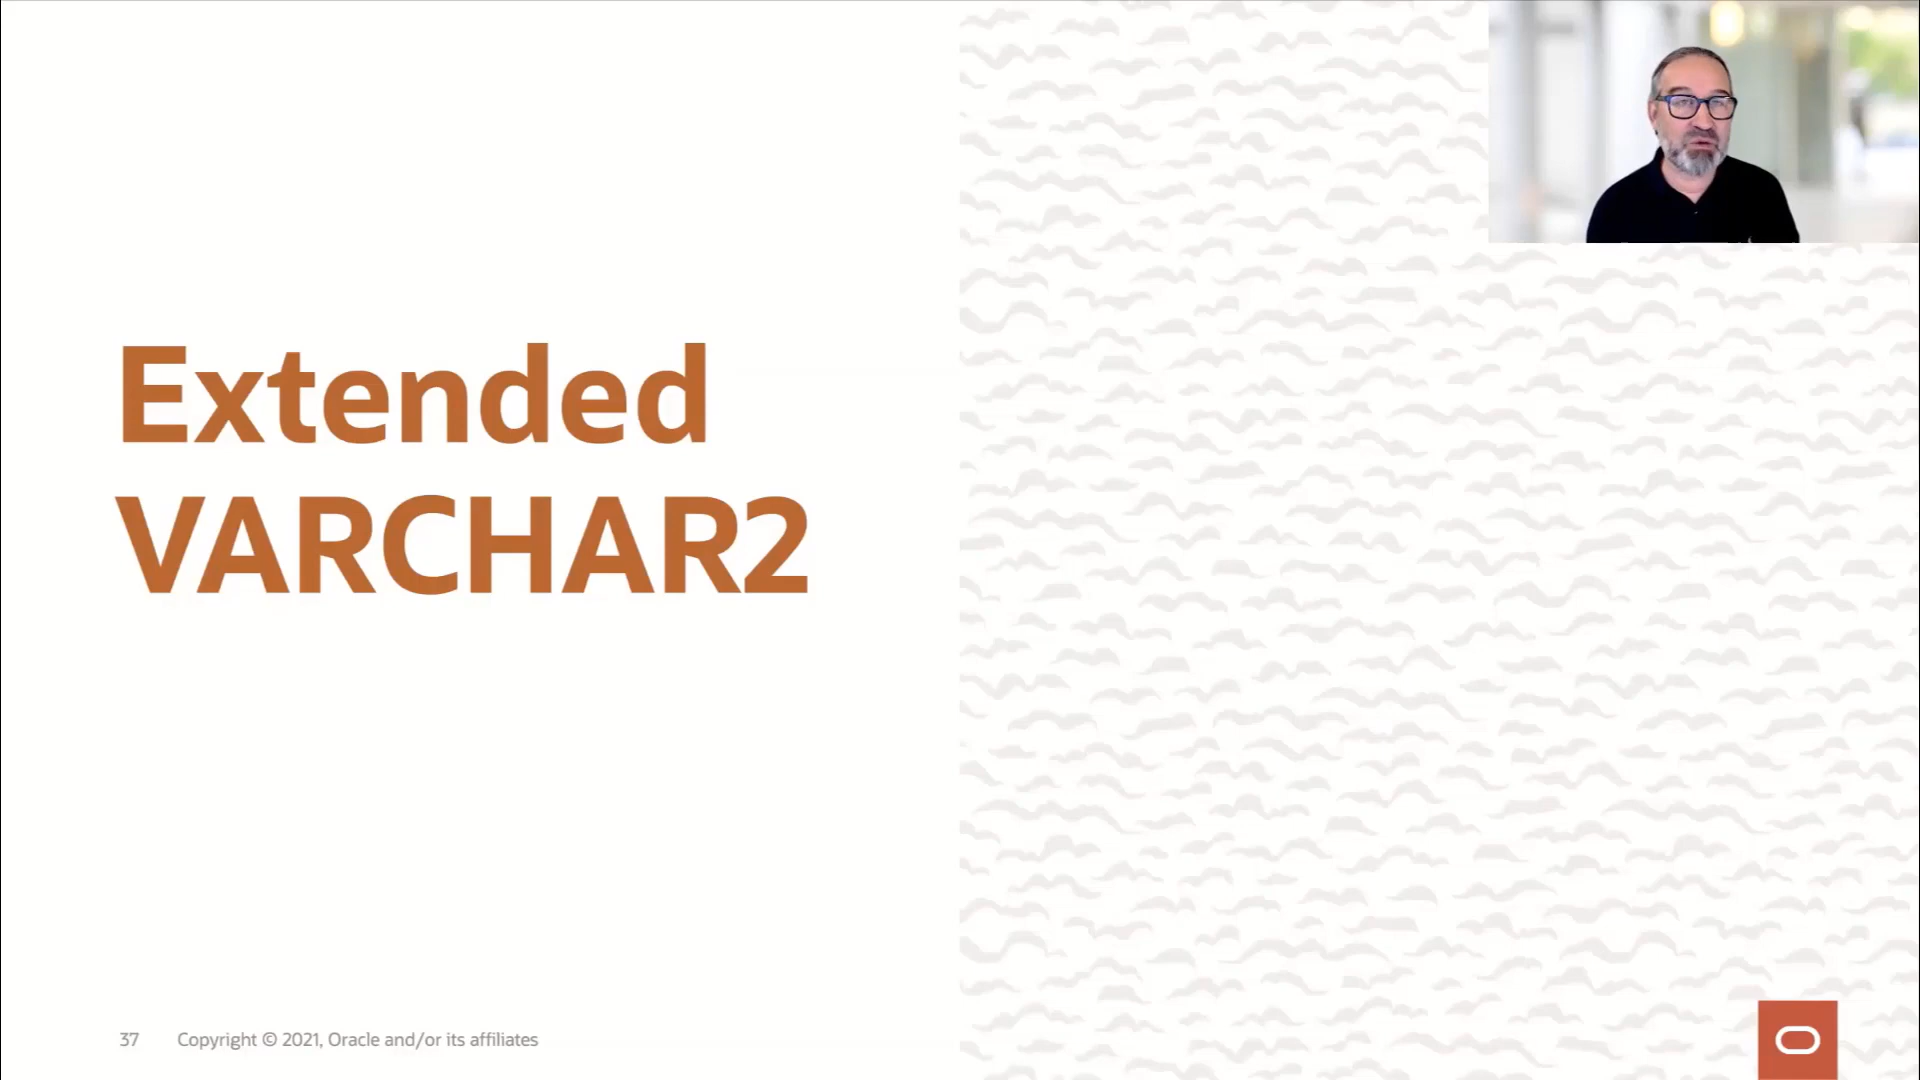 Extended
VARCHAR2
37 Copyright © 2021, Oracle and/or its affiliates